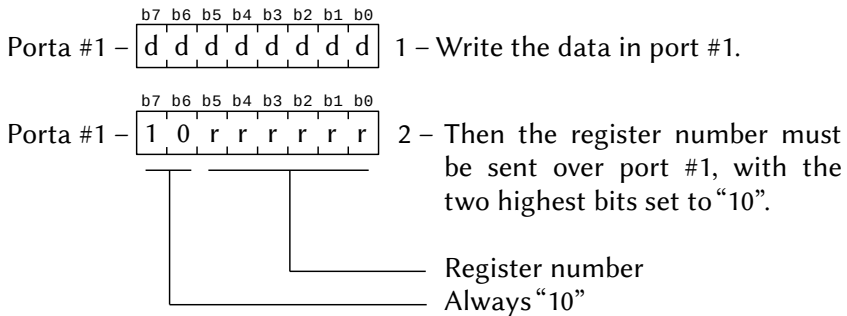 b7 b6 b5 b4 b3 b2 b1 b0
Porta #1 – d d d d d d d d 1 – Write the data in port #1.
b7 b6 b5 b4 b3 b2 b1 b0
Porta #1 – 1 0 r r r r r r 2 – Then the register number must
be sent over port #1, with the
two highest bits set to “10”.
Register number
Always “10”